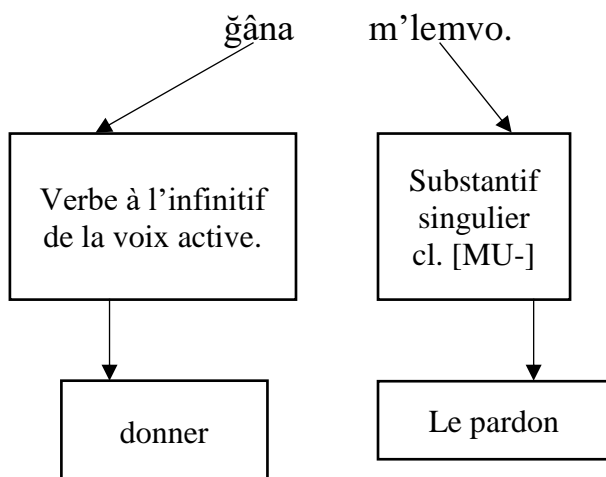 ğâna m’lemvo.
Verbe à l’infinitif
de la voix active.
Substantif
singulier
cl. [MU-]
donner
Le pardon